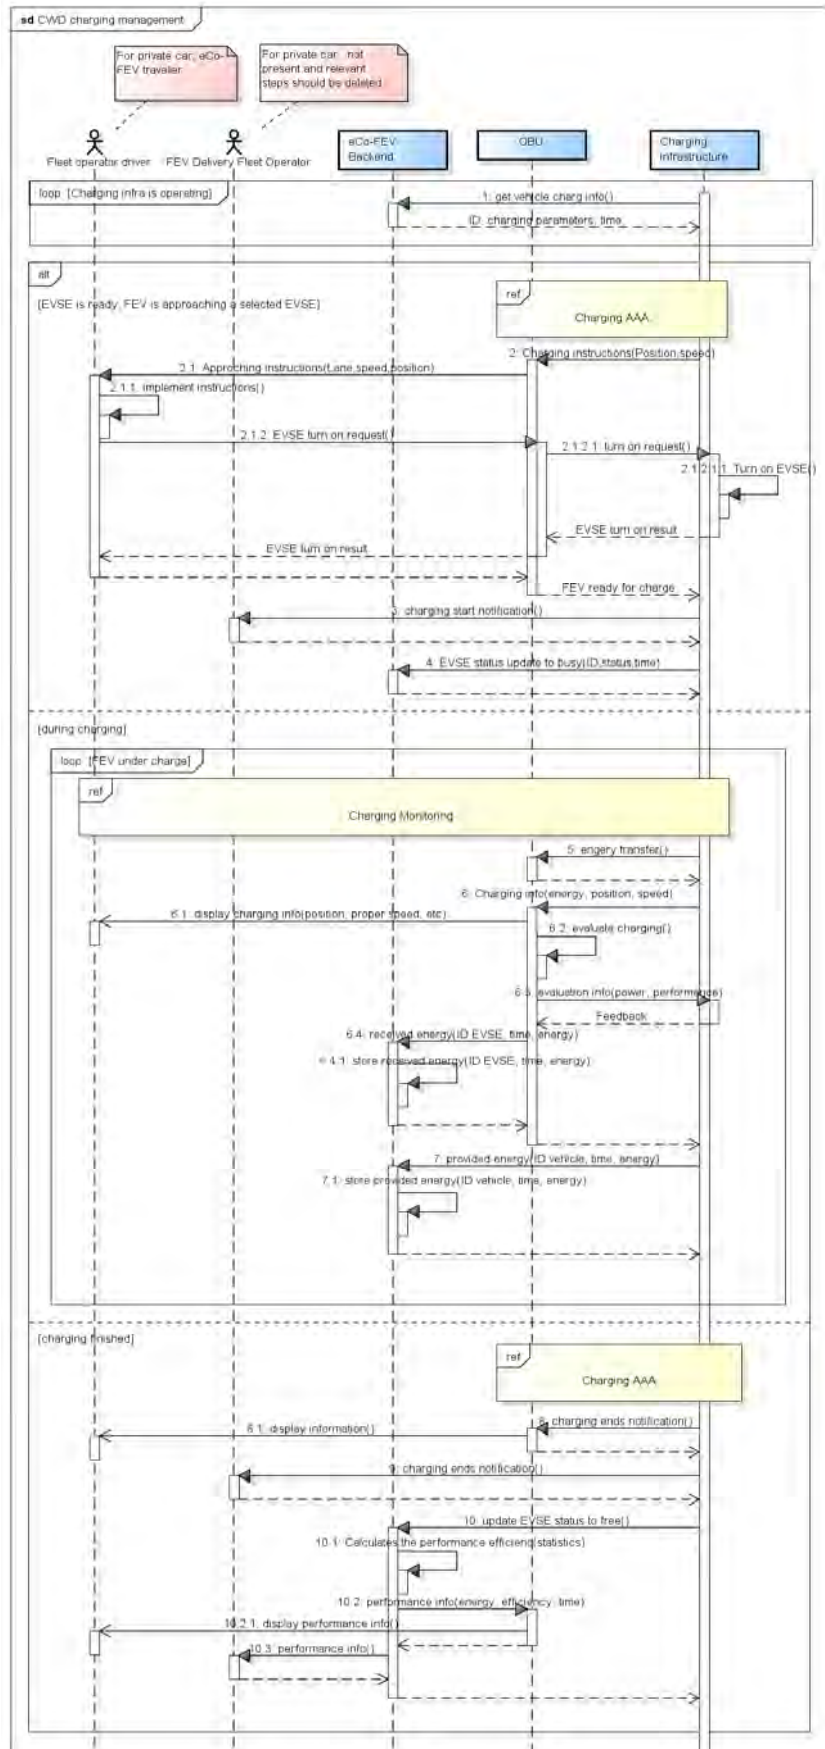 sd CWD charging management
For private car, eCo-
FEV traveller
For private car: not
present and relevant
steps should be deleted
Fleet operator driver
FEV Delivery Fleet Operator
eCo-FEV
Backend
OBU
Charging
Infrastructure
loop [Charging infra is operating]
1: get vehicle charg info()
ID, charging parameters, time
alt
[EVSE is ready, FEV is approaching a selected EVSE]
ref
Charging AAA
2: Charging instructions(Position,speed)
2.1: Approching instructions(Lane,speed,position)
2.1.1: implement instructions()
2.1.2: EVSE turn on request()
2.1.2.1: turn on request()
2.1.2.1.1: Turn on EVSE()
EVSE turn on result
EVSE turn on result
FEV ready for charge
3: charging start notification()
4: EVSE status update to busy(ID,status,time)
[during charging]
loop [FEV under charge]
ref
Charging Monitoring
5: engery transfer()
6: Charging info(energy, position, speed)
6.1: display charging info(position, proper speed, etc)
6.2: evaluate charging()
6.3: evaluation info(power, performance)
Feedback
6.4: received energy(ID EVSE, time, energy)
6.4.1: store received energy(ID EVSE, time, energy)
7: provided energy(ID vehicle, time, energy)
7.1: store provided energy(ID vehicle, time, energy)
[charging finished]
ref
Charging AAA
8: charging ends notification()
8.1: display information()
9: charging ends notification()
10: update EVSE status to free()
10.1: Calculates the performance efficienc(statistics)
10.2: performance info(energy, efficiency, time)
10.2.1: display performance info()
10.3: performance info()